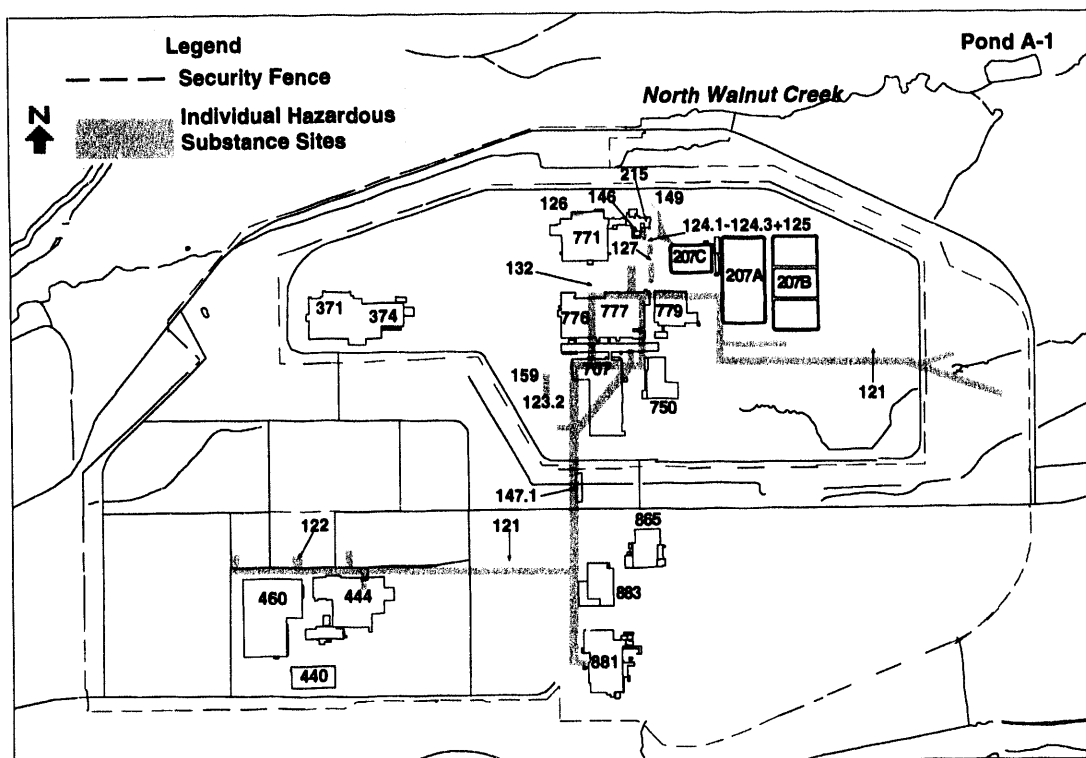 Legend
Pond A-1
Security Fence
North Walnut Creek
N
Individual Hazardous
Substance Sites
215
146
149
126
124.1-124.3+125
771
127
207C
207A
207B
132
371
374
776
777
779
707
159
123.2
750
121
147.1
122
121
865
460
444
883
881
440